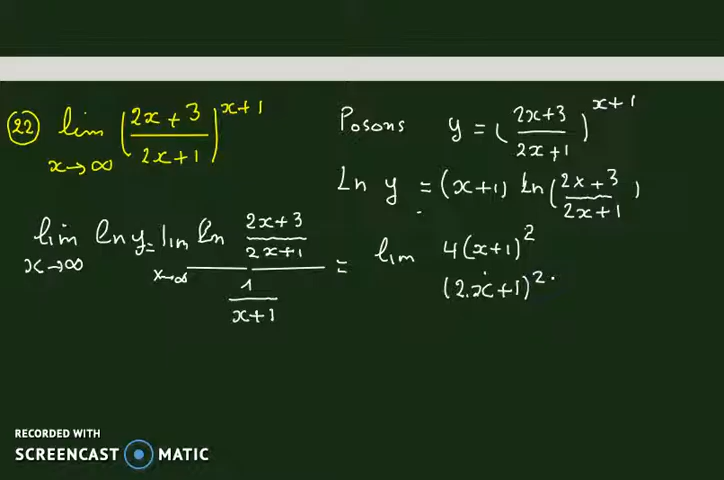 (22) lim x→∞ ((2x+3)/(2x+1))^(x+1)
Posons y = ((2x+3)/(2x+1))^(x+1)
Ln y = (x+1) ln((2x+3)/(2x+1))
lim x→∞ ln y = lim x→∞ (ln (2x+3)/(2x+1))/(1/(x+1)) = lim 4(x+1)^2 (2x+1)^2
RECORDED WITH
SCREENCAST MATIC